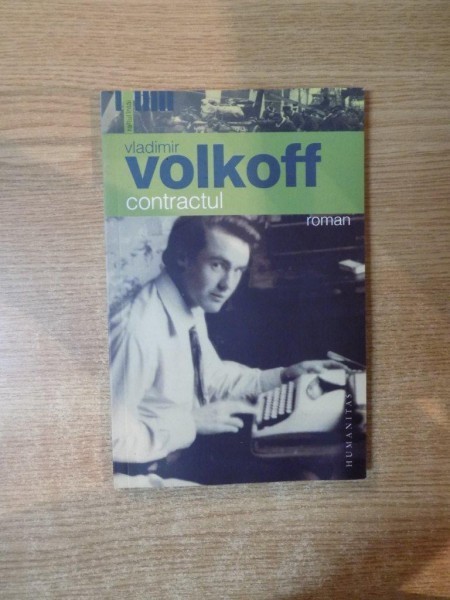 vladimir
volkoff
contractul
roman
HUMANITAS